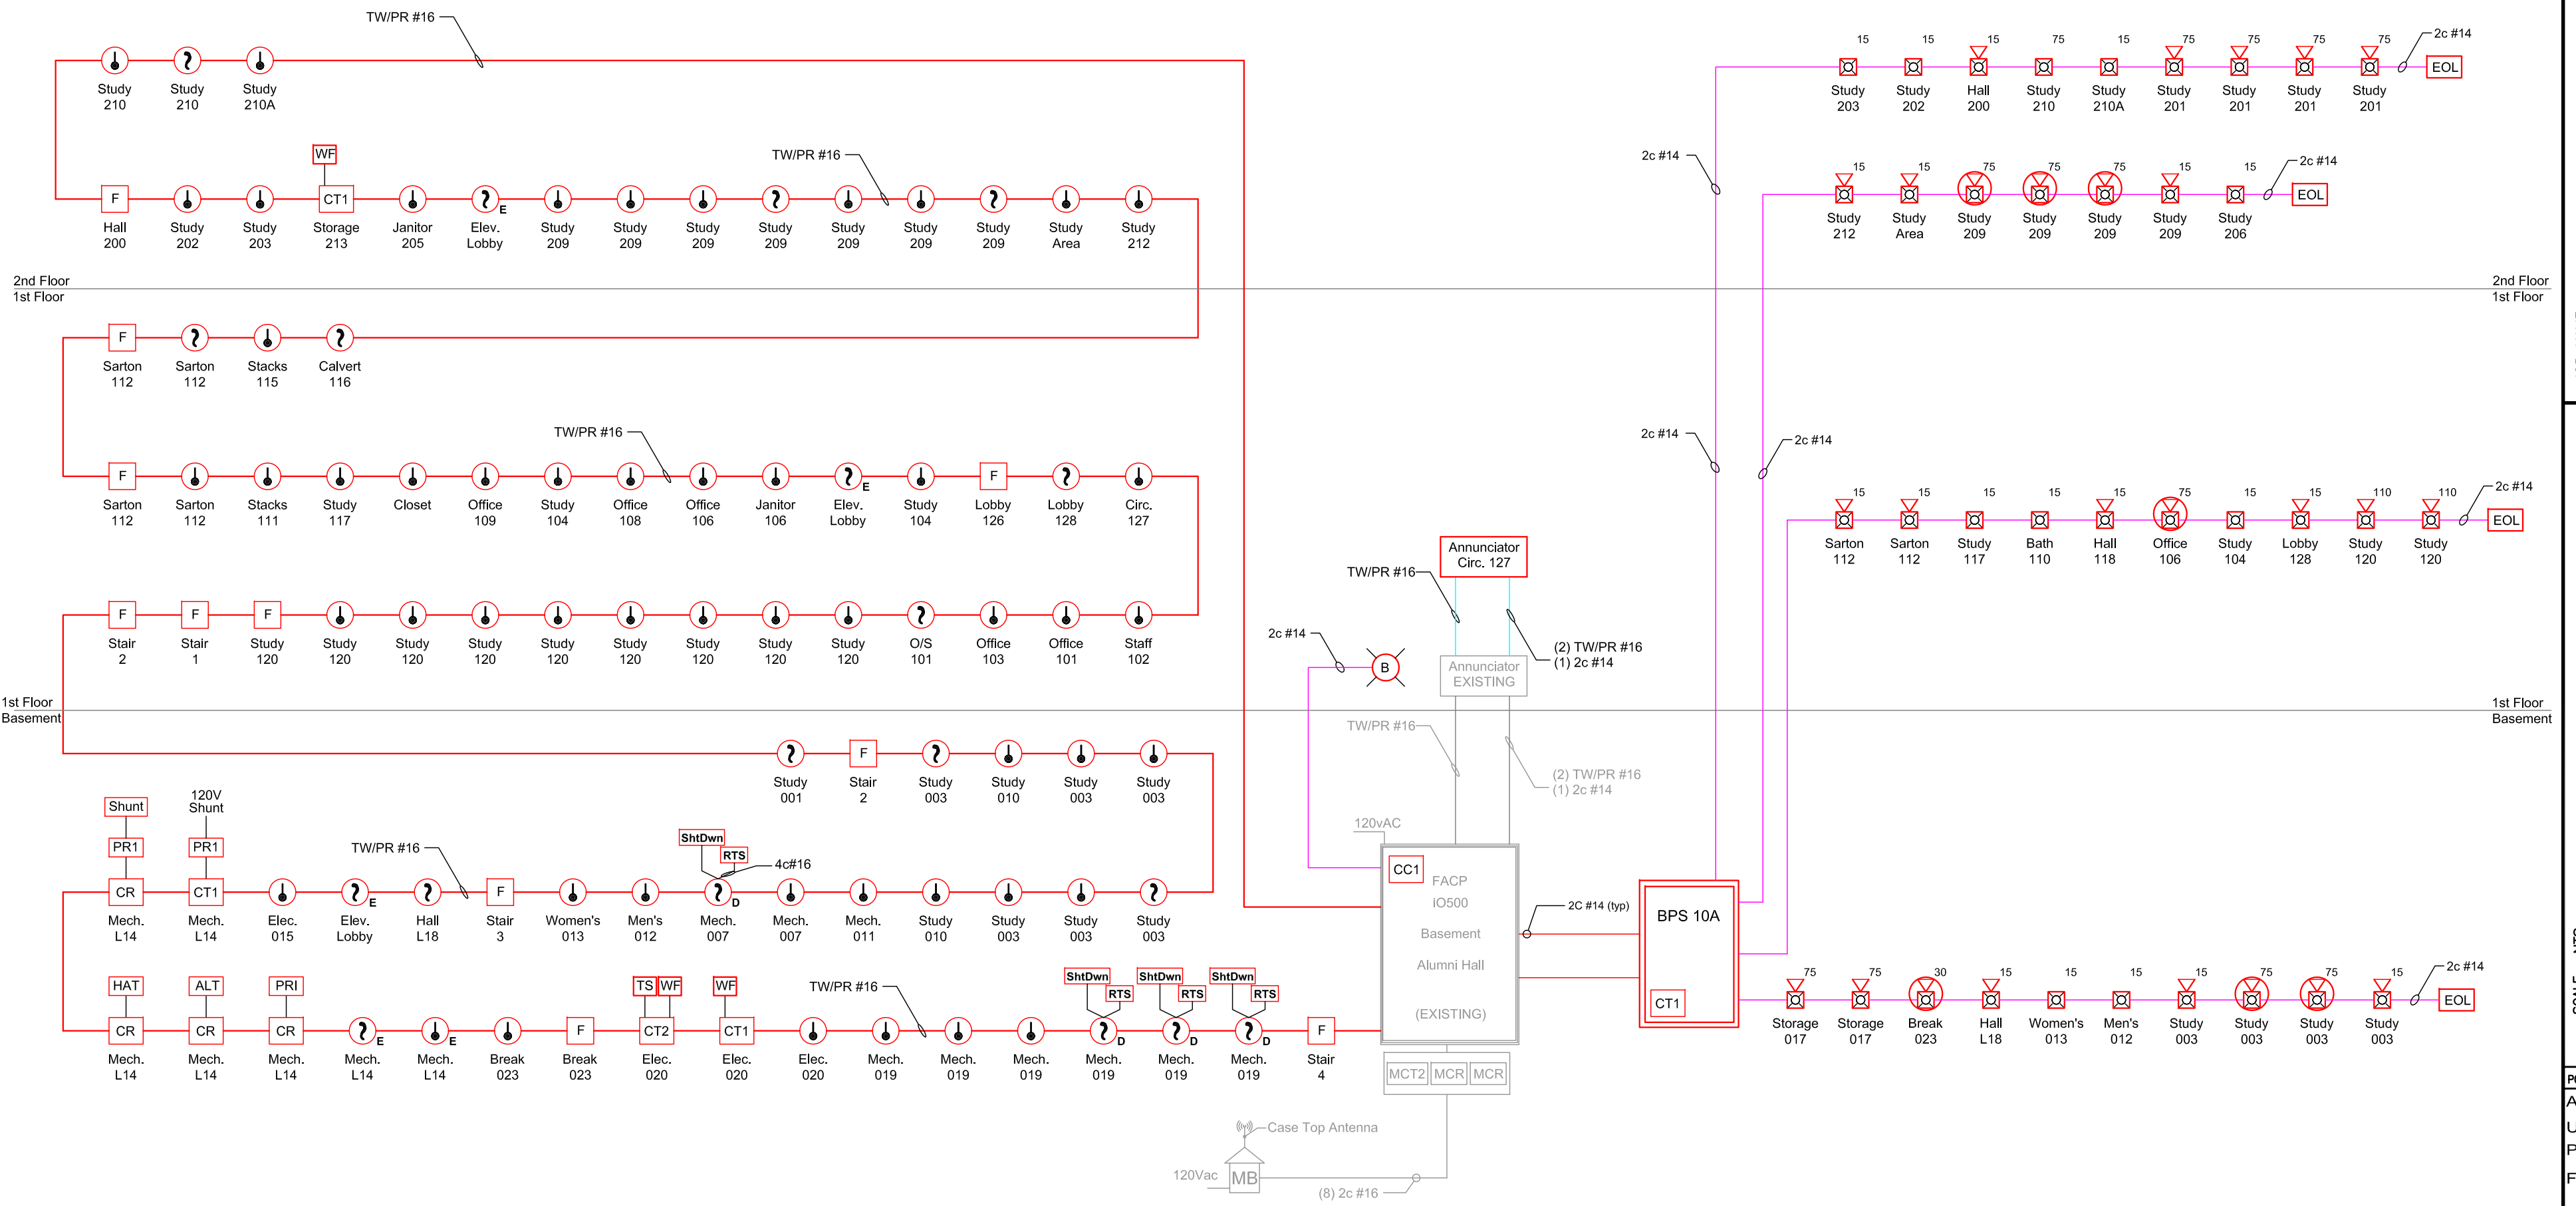 TW/PR #16
Study 210
Study 210
Study 210A
WF
TW/PR #16
F
CT1
E
Hall 200
Study 202
Study 203
Storage 213
Janitor 205
Elev. Lobby
Study 209
Study 209
Study 209
Study 209
Study 209
Study 209
Study 209
Study Area
Study 212
2nd Floor
1st Floor
F
Sarton 112
Sarton 112
Stacks 115
Calvert 116
TW/PR #16
F
E
F
Sarton 112
Sarton 112
Stacks 111
Study 117
Closet
Office 109
Study 104
Office 108
Office 106
Janitor 106
Elev. Lobby
Study 104
Lobby 126
Lobby 128
Circ. 127
F
F
F
Stair 2
Stair 1
Study 120
Study 120
Study 120
Study 120
Study 120
Study 120
Study 120
Study 120
Study 120
O/S 101
Office 103
Office 101
Staff 102
1st Floor
Basement
F
Study 001
Stair 2
Study 003
Study 010
Study 003
Study 003
Shunt
120V
Shunt
PR1
PR1
TW/PR #16
ShtDwn
RTS
4c#16
CR
CT1
E
F
D
Mech. L14
Mech. L14
Elec. 015
Elev. Lobby
Hall L18
Stair 3
Women's 013
Men's 012
Mech. 007
Mech. 007
Mech. 011
Study 010
Study 003
Study 003
Study 003
HAT
ALT
PRI
TS
WF
WF
TW/PR #16
ShtDwn
RTS
ShtDwn
RTS
ShtDwn
RTS
CR
CR
CR
E
E
F
CT2
CT1
D
D
D
F
Mech. L14
Mech. L14
Mech. L14
Mech. L14
Mech. L14
Break 023
Break 023
Elec. 020
Elec. 020
Elec. 020
Mech. 019
Mech. 019
Mech. 019
Mech. 019
Mech. 019
Mech. 019
Stair 4
Annunciator
Circ. 127
TW/PR #16
2c #14
B
(2) TW/PR #16
(1) 2c #14
Annunciator
EXISTING
TW/PR #16
(2) TW/PR #16
(1) 2c #14
120vAC
CC1
FACP
iO500
Basement
Alumni Hall
(EXISTING)
2C #14 (typ)
BPS 10A
CT1
MCT2
MCR
MCR
Case Top Antenna
120Vac
MB
(8) 2c #16
15
15
15
75
15
75
75
75
75
2c #14
EOL
Study 203
Study 202
Hall 200
Study 210
Study 210A
Study 201
Study 201
Study 201
Study 201
2c #14
15
15
75
75
75
15
15
2c #14
EOL
Study 212
Study Area
Study 209
Study 209
Study 209
Study 209
Study 206
2nd Floor
1st Floor
2c #14
2c #14
15
15
15
15
15
75
15
15
110
110
2c #14
EOL
Sarton 112
Sarton 112
Study 117
Bath 110
Hall 118
Office 106
Study 104
Lobby 128
Study 120
Study 120
1st Floor
Basement
75
75
30
15
15
15
15
75
75
15
2c #14
EOL
Storage 017
Storage 017
Break 023
Hall L18
Women's 013
Men's 012
Study 003
Study 003
Study 003
Study 003